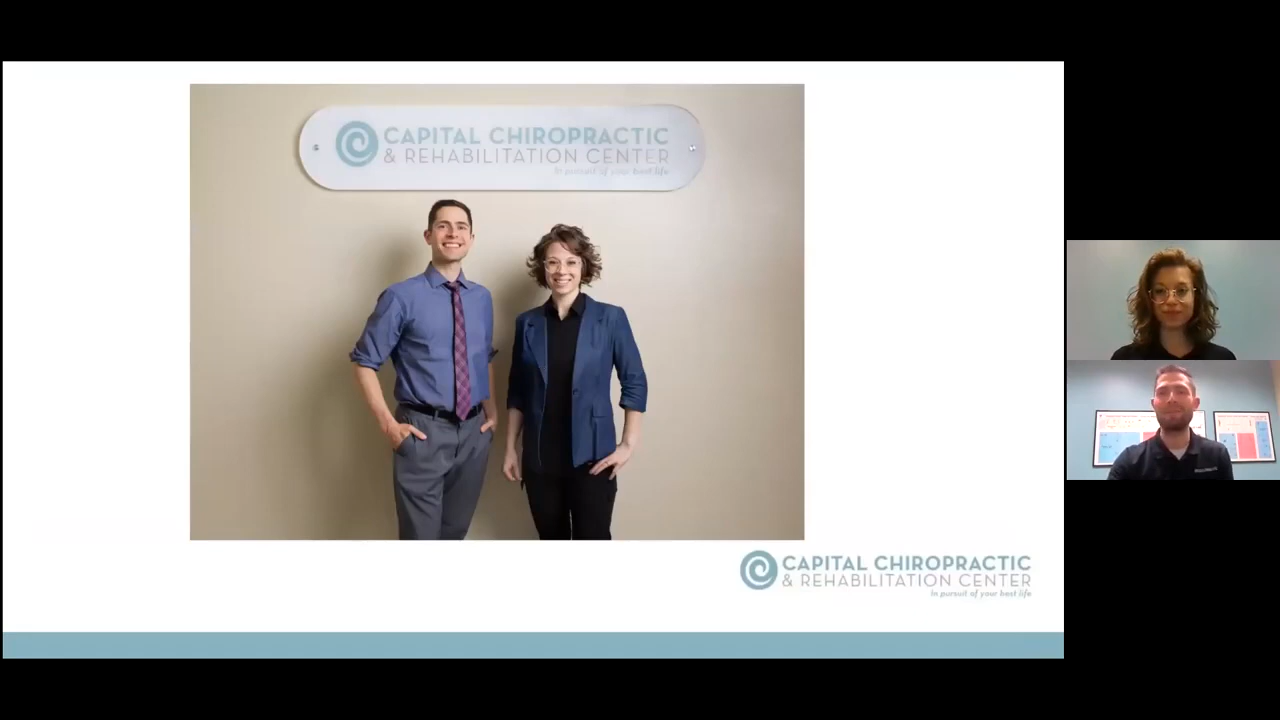 CAPITAL CHIROPRACTIC
& REHABILITATION CENTER
in pursuit of your best life
CAPITAL CHIROPRACTIC
& REHABILITATION CENTER
in pursuit of your best life